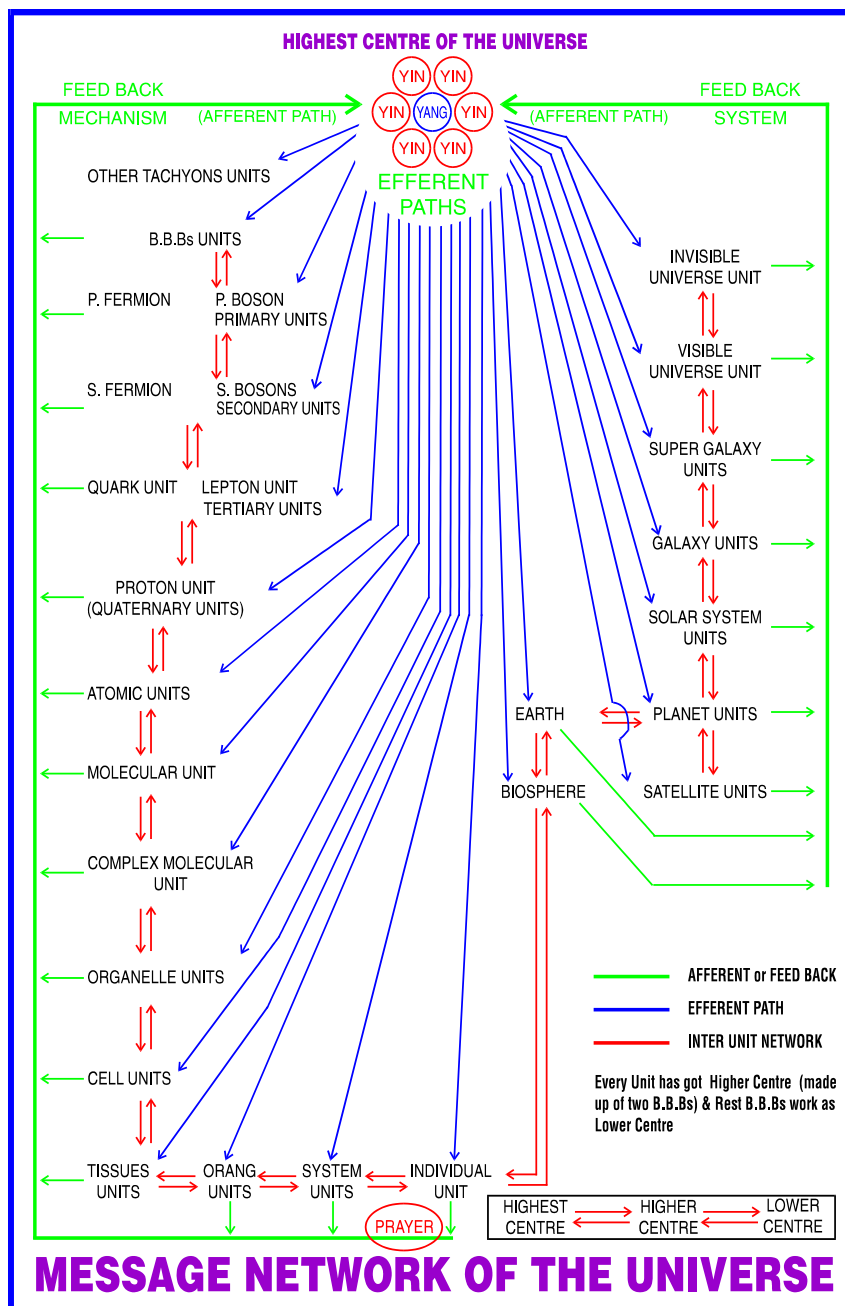 HIGHEST CENTRE OF THE UNIVERSE
YIN YIN
YIN YANG YIN
YIN YIN
FEED BACK
MECHANISM
(AFFERENT PATH)
FEED BACK
(AFFERENT PATH)
SYSTEM
EFFERENT
PATHS
OTHER TACHYONS UNITS
B.B.Bs UNITS
P. FERMION
P. BOSON
PRIMARY UNITS
S. FERMION
S. BOSONS
SECONDARY UNITS
QUARK UNIT
LEPTON UNIT
TERTIARY UNITS
PROTON UNIT
(QUATERNARY UNITS)
ATOMIC UNITS
MOLECULAR UNIT
COMPLEX MOLECULAR
UNIT
ORGANELLE UNITS
CELL UNITS
TISSUES
UNITS
ORANG
UNITS
SYSTEM
UNITS
INDIVIDUAL
UNIT
PRAYER
INVISIBLE
UNIVERSE UNIT
VISIBLE
UNIVERSE UNIT
SUPER GALAXY
UNITS
GALAXY UNITS
SOLAR SYSTEM
UNITS
EARTH
PLANET UNITS
BIOSPHERE
SATELLITE UNITS
AFFERENT or FEED BACK
EFFERENT PATH
INTER UNIT NETWORK
Every Unit has got Higher Centre (made
up of two B.B.Bs) & Rest B.B.Bs work as
Lower Centre
HIGHEST
CENTRE
HIGHER
CENTRE
LOWER
CENTRE
MESSAGE NETWORK OF THE UNIVERSE